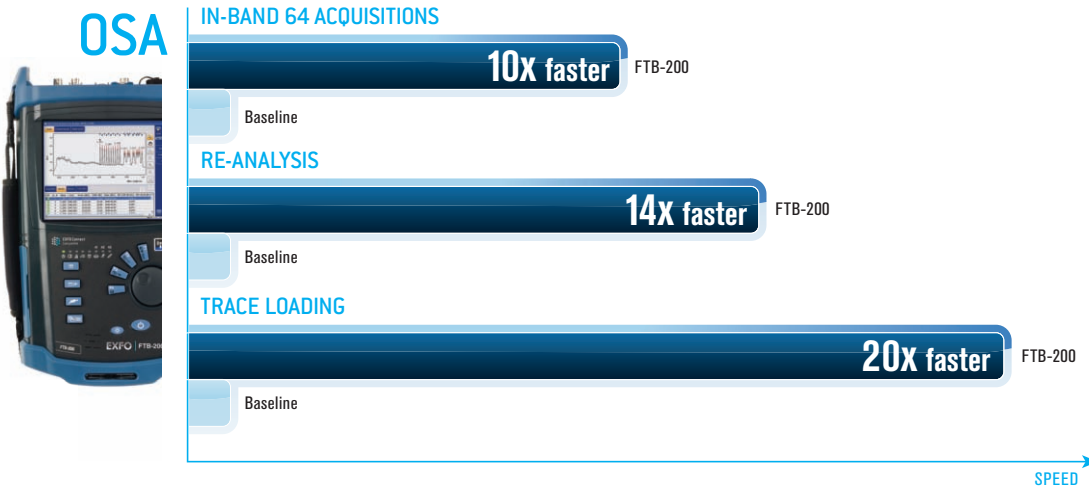 OSA
IN-BAND 64 ACQUISITIONS
10X faster
FTB-200
Baseline
RE-ANALYSIS
14X faster
FTB-200
Baseline
TRACE LOADING
20X faster
FTB-200
Baseline
SPEED
EXFO | FTB-200